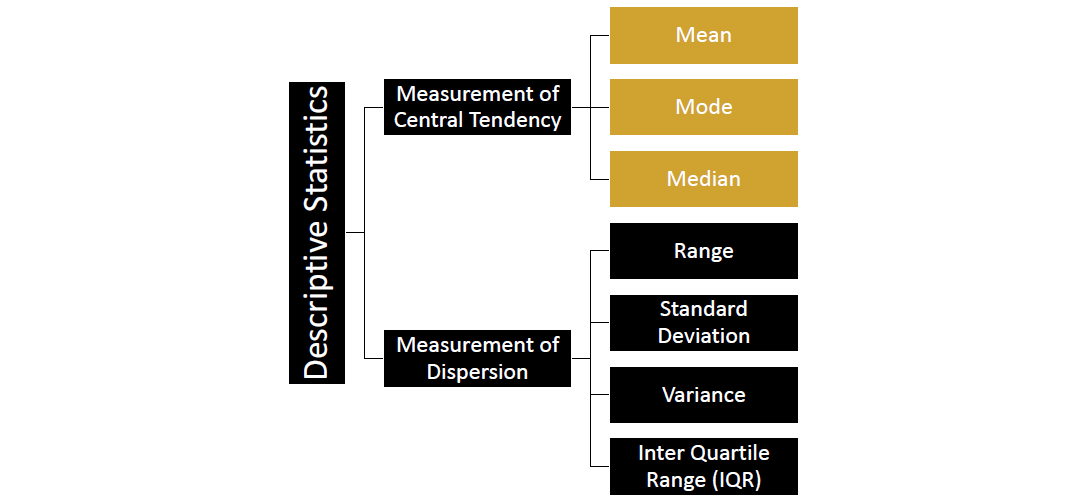 Descriptive Statistics
Measurement of
Central Tendency
Mean
Mode
Median
Measurement of
Dispersion
Range
Standard
Deviation
Variance
Inter Quartile
Range (IQR)